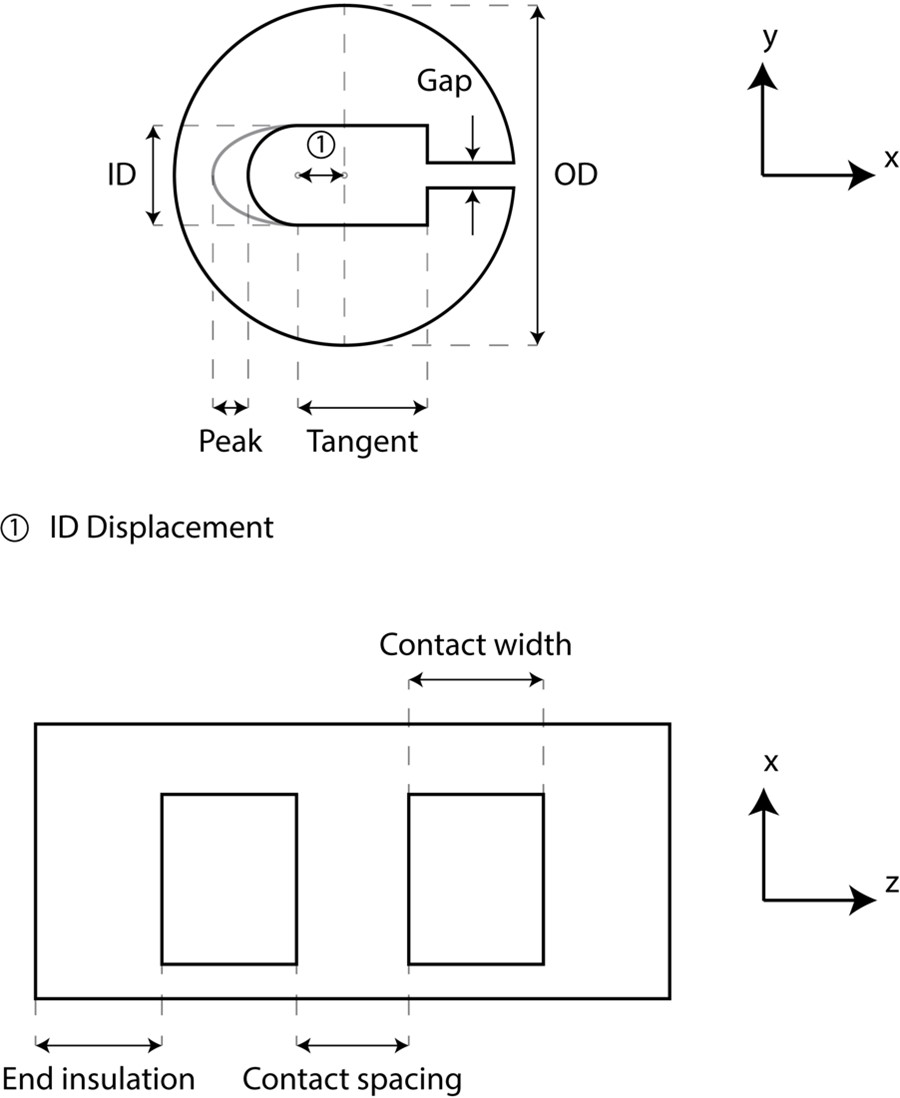 y
Gap
①
ID
OD
x
Peak
Tangent
① ID Displacement
Contact width
x
z
End insulation
Contact spacing